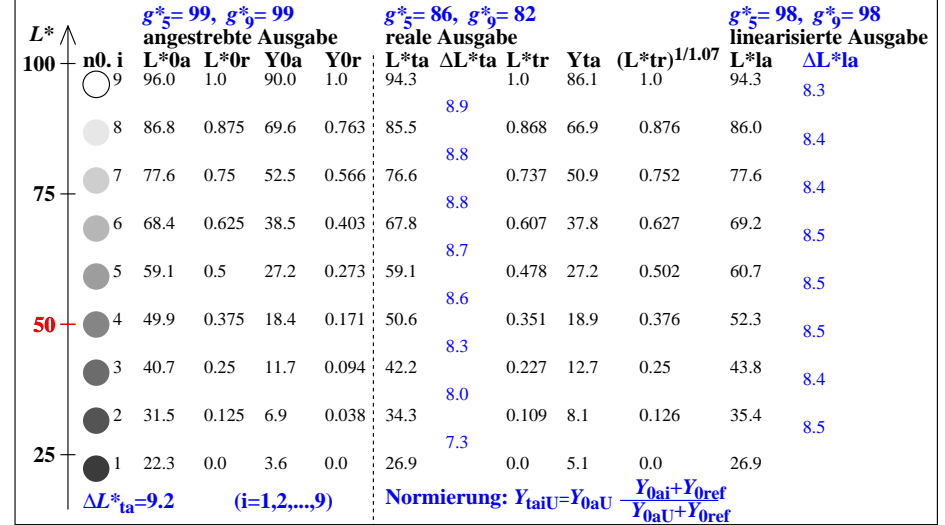 g*5= 99, g*9= 99 g*5= 86, g*9= 82 g*5= 98, g*9= 98
L* angestrebte Ausgabe reale Ausgabe linearisierte Ausgabe
100 n0. i L*0a L*0r Y0a Y0r L*ta ΔL*ta L*tr Yta (L*tr)1/1.07 L*la ΔL*la
9 96.0 1.0 90.0 1.0 94.3 1.0 86.1 1.0 94.3
8.9 8.3
8 86.8 0.875 69.6 0.763 85.5 0.868 66.9 0.876 86.0
8.8 8.4
7 77.6 0.75 52.5 0.566 76.6 0.737 50.9 0.752 77.6
75 8.8 8.4
6 68.4 0.625 38.5 0.403 67.8 0.607 37.8 0.627 69.2
8.7 8.5
5 59.1 0.5 27.2 0.273 59.1 0.478 27.2 0.502 60.7
8.6 8.5
50 4 49.9 0.375 18.4 0.171 50.6 0.351 18.9 0.376 52.3
8.3 8.5
3 40.7 0.25 11.7 0.094 42.2 0.227 12.7 0.25 43.8
8.0 8.4
2 31.5 0.125 6.9 0.038 34.3 0.109 8.1 0.126 35.4
7.3 8.5
25 1 22.3 0.0 3.6 0.0 26.9 0.0 5.1 0.0 26.9
ΔL*ta=9.2 (i=1,2,...,9) Normierung: YtaiU=Y0aU Y0ai+Y0ref
Y0aU+Y0ref